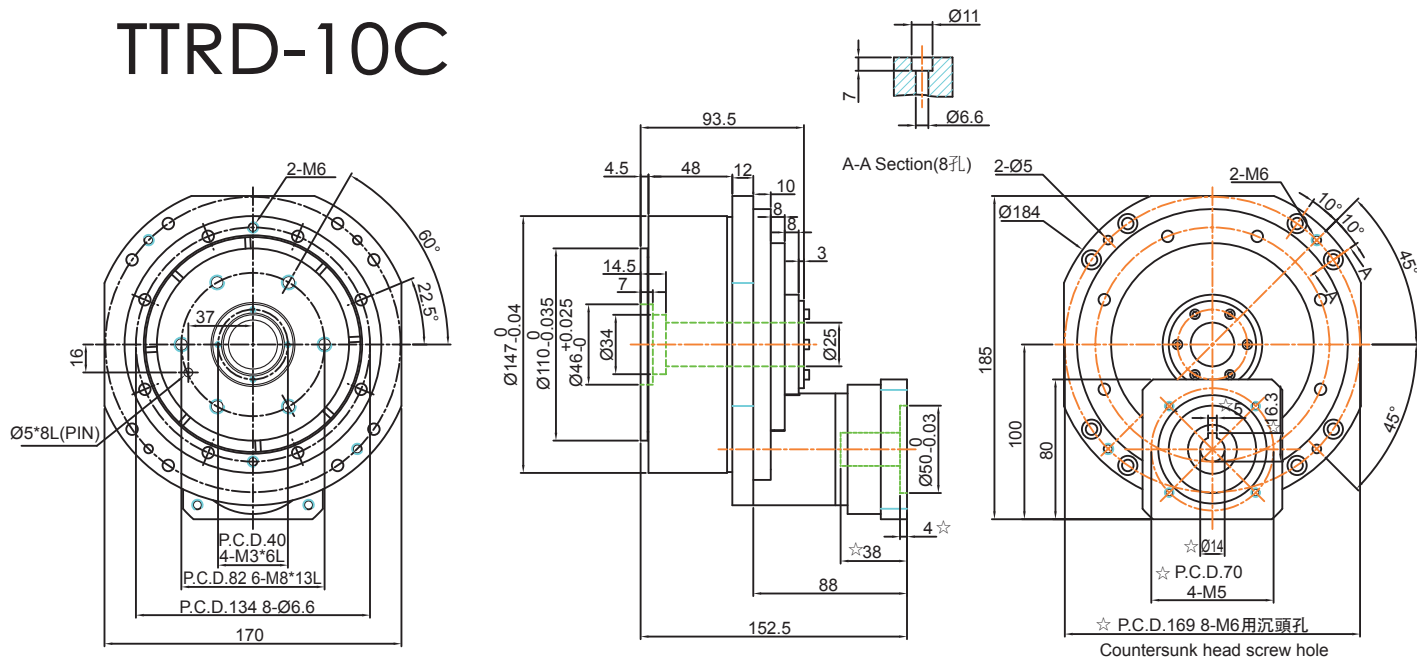 TTRD-10C
2-M6
60°
22.5°
37
16
Ø5*8L(PIN)
P.C.D.40
4-M3*6L
P.C.D.82 6-M8*13L
P.C.D.134 8-Ø6.6
170
93.5
4.5
48
12
10
8
8
3
14.5
7
Ø147 0 -0.04
Ø110 0 -0.035
Ø46 +0.025 -0
Ø34
Ø25
Ø50 0 -0.03
4 ☆
☆38
88
152.5
Ø11
7
Ø6.6
A-A Section(8孔)
2-Ø5
2-M6
Ø184
10°
10°
A
A
45°
45°
185
100
80
☆5
☆16.3
☆Ø14
☆ P.C.D.70
4-M5
☆ P.C.D.169 8-M6用沉頭孔
Countersunk head screw hole